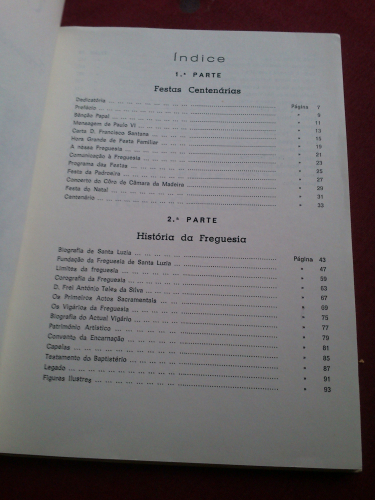 Índice
1.ª PARTE
Festas Centenárias
Dedicatória ... Página 7
Prefácio ... » 9
Bênção Papal ... » 11
Mensagem de Paulo VI ... » 13
Carta D. Francisco Santana ... » 15
Hora Grande de Festa Familiar ... » 19
A nossa Freguesia ... » 21
Comunicação à Freguesia ... » 23
Programa das Festas ... » 25
Festa da Padroeira ... » 27
Concerto do Côro de Câmara da Madeira ... » 29
Festa do Natal ... » 31
Centenário ... » 33
2.ª PARTE
História da Freguesia
Biografia de Santa Luzia ... Página 43
Fundação da Freguesia de Santa Luzia ... » 47
Limites da freguesia ... » 59
Corografia da Freguesia ... » 63
D. Frei António Teles da Silva ... » 67
Os Primeiros Actos Sacramentais ... » 69
Os Vigários da Freguesia ... » 75
Biografia do Actual Vigário ... » 77
Património Artístico ... » 79
Convento da Encarnação ... » 81
Capelas ... » 85
Testamento do Baptistério ... » 87
Legado ... » 91
Figuras Ilustres ... » 93